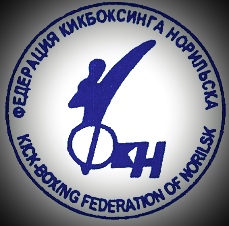 ФЕДЕРАЦИЯ КИКБОКСИНГА НОРИЛЬСКА
ФКН
KICK-BOXING FEDERATION OF NORILSK